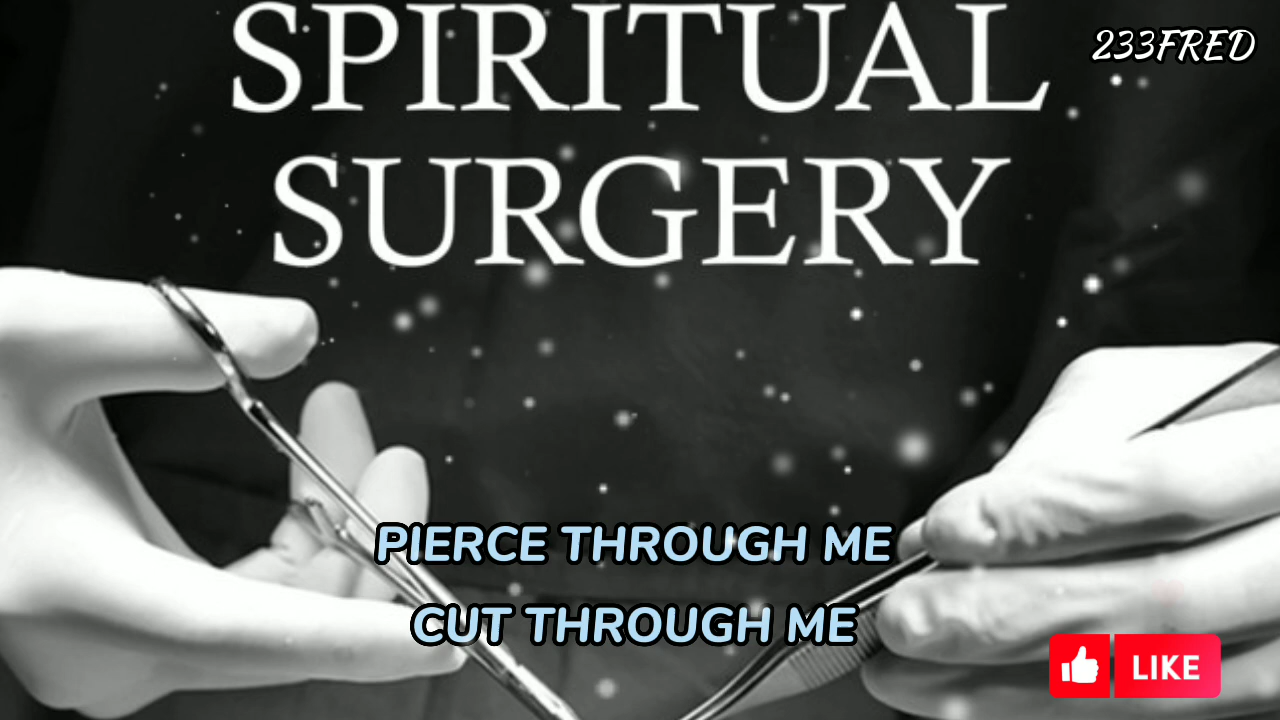 SPIRITUAL
233FRED
SURGERY
PIERCE THROUGH ME
CUT THROUGH ME
LIKE